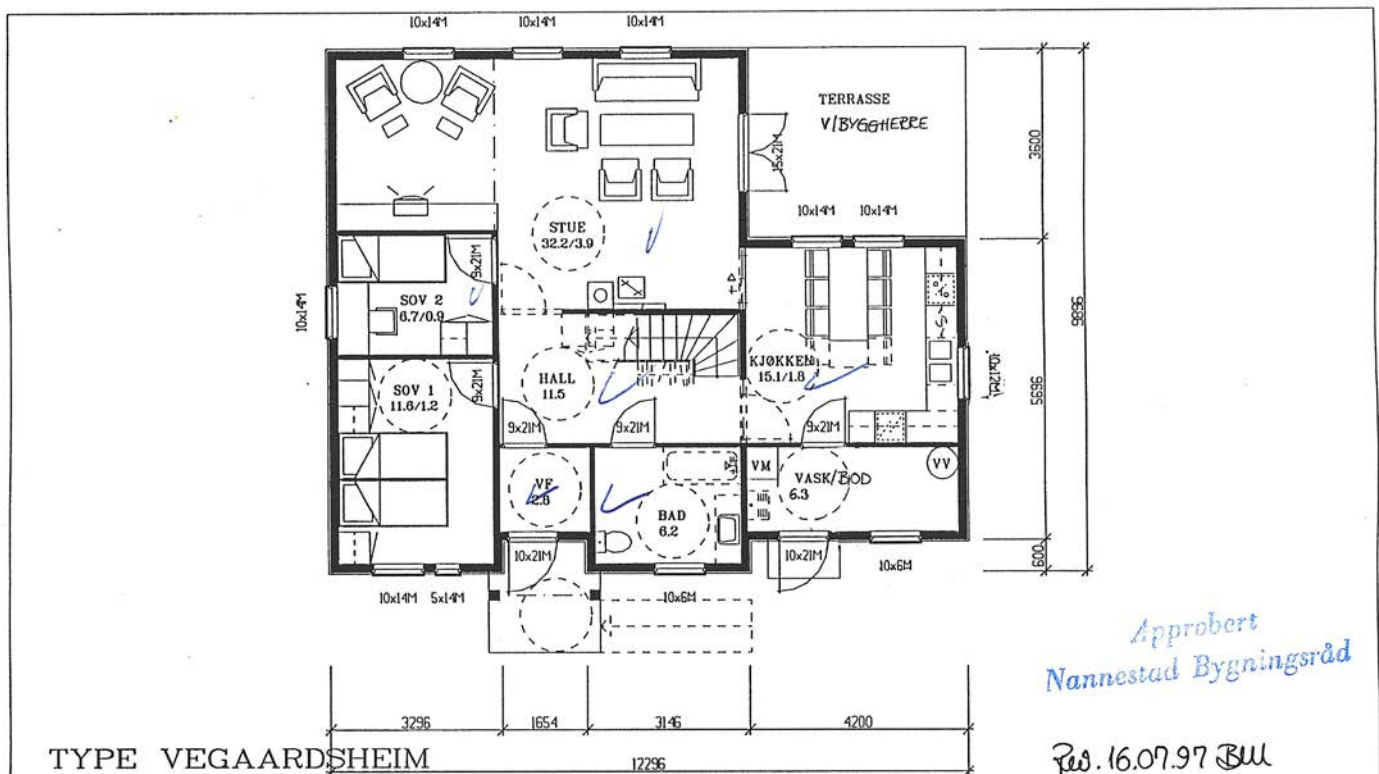 10x14M 10x14M 10x14M
TERRASSE
V/BYGGHERRE
15x21M
3600
10x14M 10x14M
STUE
32.2/3.9
9x21M
SOV 2
6.7/0.9
10x14M
9896
KJØKKEN
15.1/1.8
10x12M
5696
HALL
11.5
SOV 1
11.6/1.2
9x21M
9x21M 9x21M 9x21M
VM
VASK/BOD
6.3
VV
VF
2.8
BAD
6.2
10x21M 10x21M
600
10x14M 5x14M 10x6M 10x6M
Approbert
Nannestad Bygningsråd
3296 1654 3146 4200
TYPE VEGAARDSHEIM
12296
Rev. 16.07.97